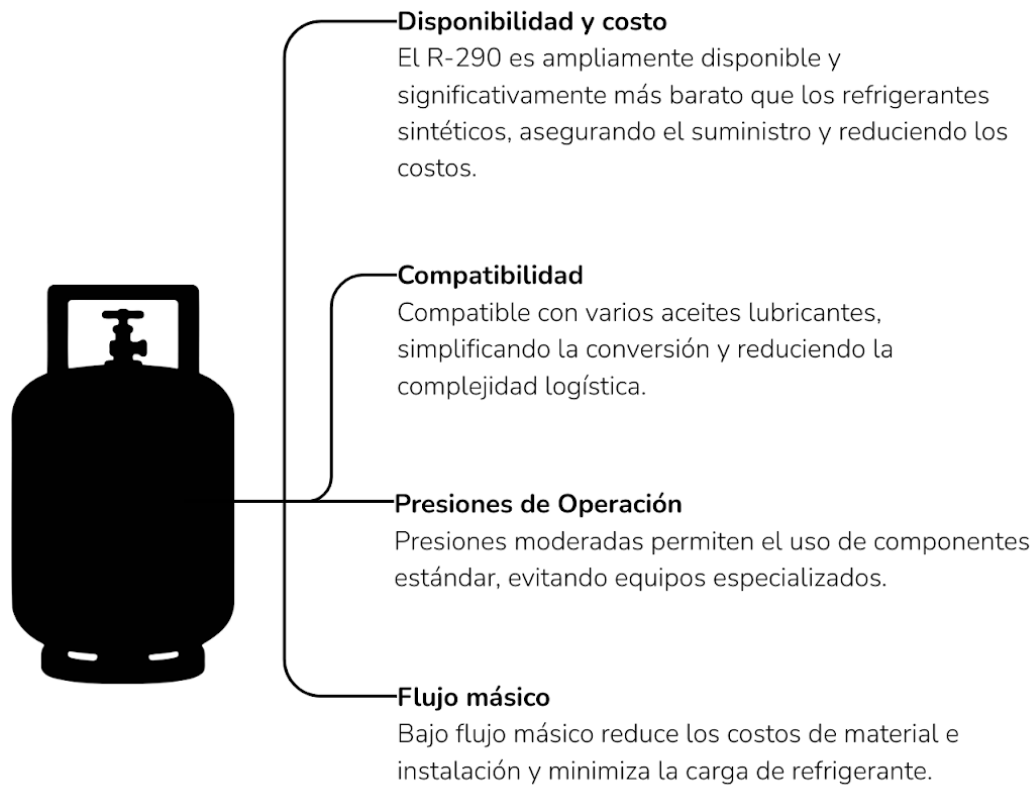 Disponibilidad y costo
El R-290 es ampliamente disponible y
significativamente más barato que los refrigerantes
sintéticos, asegurando el suministro y reduciendo los
costos.
Compatibilidad
Compatible con varios aceites lubricantes,
simplificando la conversión y reduciendo la
complejidad logística.
Presiones de Operación
Presiones moderadas permiten el uso de componentes
estándar, evitando equipos especializados.
Flujo másico
Bajo flujo másico reduce los costos de material e
instalación y minimiza la carga de refrigerante.